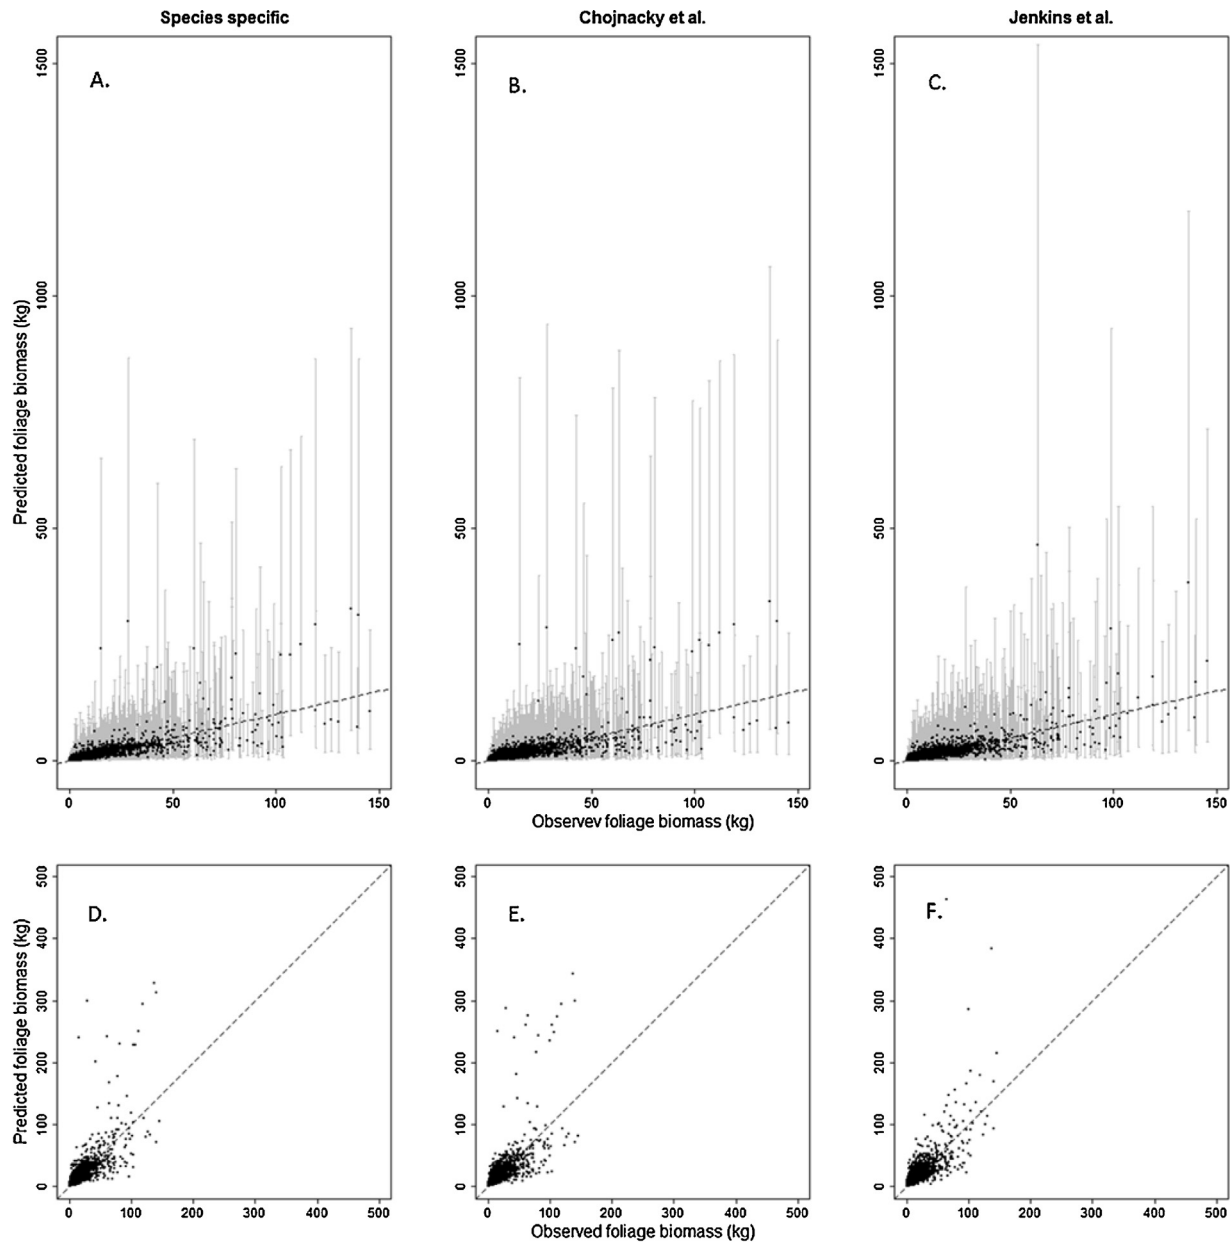 Species specific
Chojnacky et al.
Jenkins et al.
Predicted foliage biomass (kg)
1500
1000
500
0
A.
0 50 100 150
1500
1000
500
0
B.
0 50 100 150
1500
1000
500
0
C.
0 50 100 150
Observev foliage biomass (kg)
Predicted foliage biomass (kg)
500
400
300
200
100
0
D.
0 100 200 300 400 500
500
400
300
200
100
0
E.
0 100 200 300 400 500
500
400
300
200
100
0
F.
0 100 200 300 400 500
Observed foliage biomass (kg)